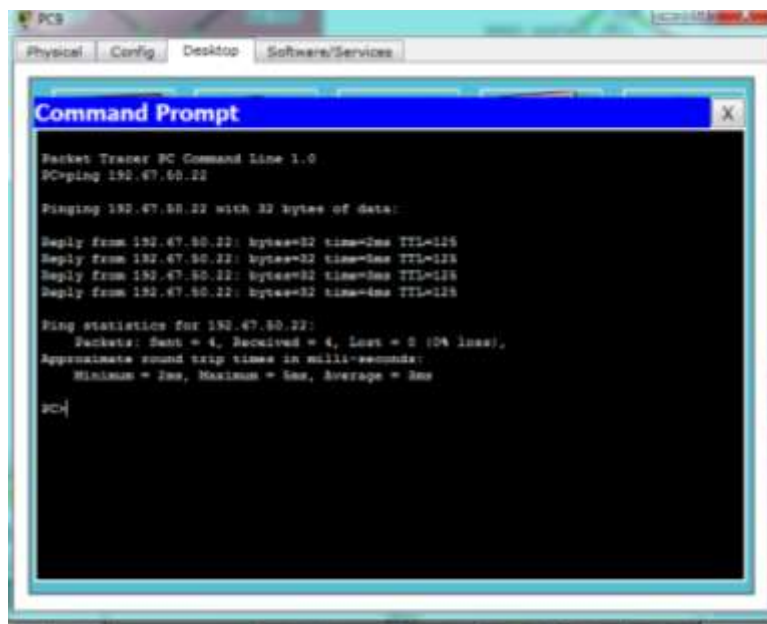 PC9
Physical Config Desktop Software/Services
Command Prompt
X
Packet Tracer PC Command Line 1.0
PC>ping 192.67.50.22
Pinging 192.67.50.22 with 32 bytes of data:
Reply from 192.67.50.22: bytes=32 time=2ms TTL=125
Reply from 192.67.50.22: bytes=32 time=5ms TTL=125
Reply from 192.67.50.22: bytes=32 time=3ms TTL=125
Reply from 192.67.50.22: bytes=32 time=4ms TTL=125
Ping statistics for 192.67.50.22:
Packets: Sent = 4, Received = 4, Lost = 0 (0% loss),
Approximate round trip times in milli-seconds:
Minimum = 2ms, Maximum = 5ms, Average = 3ms
PC>